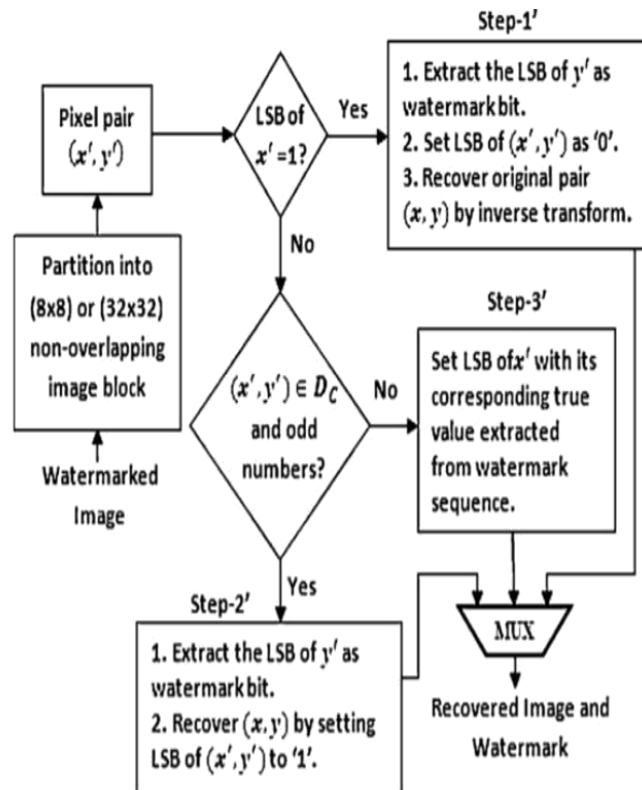 Step-1′
1. Extract the LSB of y′ as
watermark bit.
2. Set LSB of (x′, y′) as '0'.
3. Recover original pair
(x, y) by inverse transform.
Pixel pair
(x′, y′)
LSB of
x′ =1?
Yes
No
Partition into
(8x8) or (32x32)
non-overlapping
image block
Watermarked
Image
(x′, y′) ∈ D_C
and odd
numbers?
No
Step-3′
Set LSB of x′ with its
corresponding true
value extracted
from watermark
sequence.
Yes
Step-2′
1. Extract the LSB of y′ as
watermark bit.
2. Recover (x, y) by setting
LSB of (x′, y′) to '1'.
MUX
Recovered Image and
Watermark